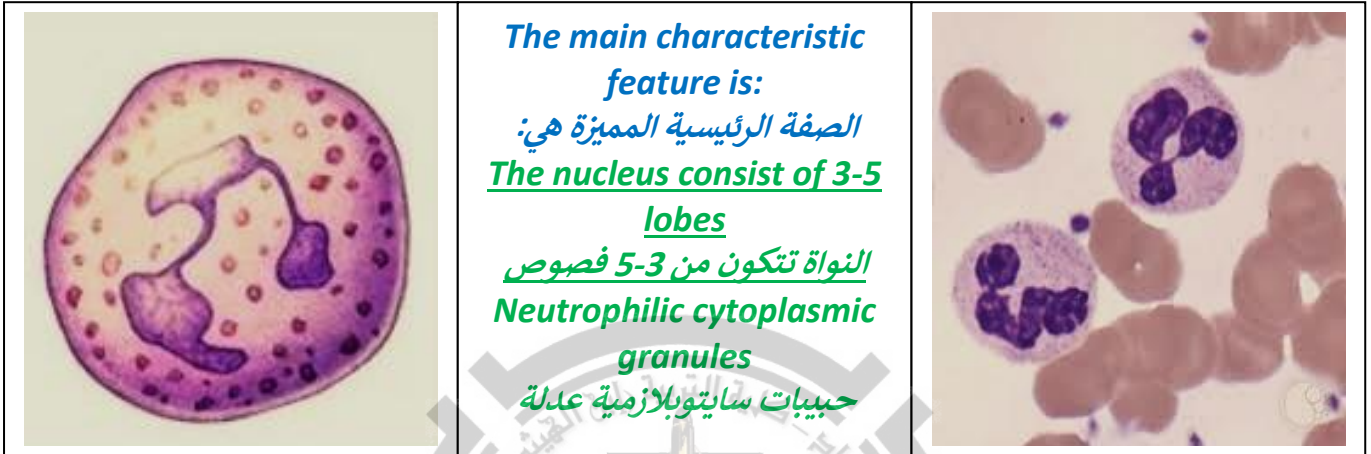 The main characteristic
feature is:
الصفة الرئيسية المميزة هي:
The nucleus consist of 3-5
lobes
النواة تتكون من 3-5 فصوص
Neutrophilic cytoplasmic
granules
حبيبات سايتوبلازمية عدلة